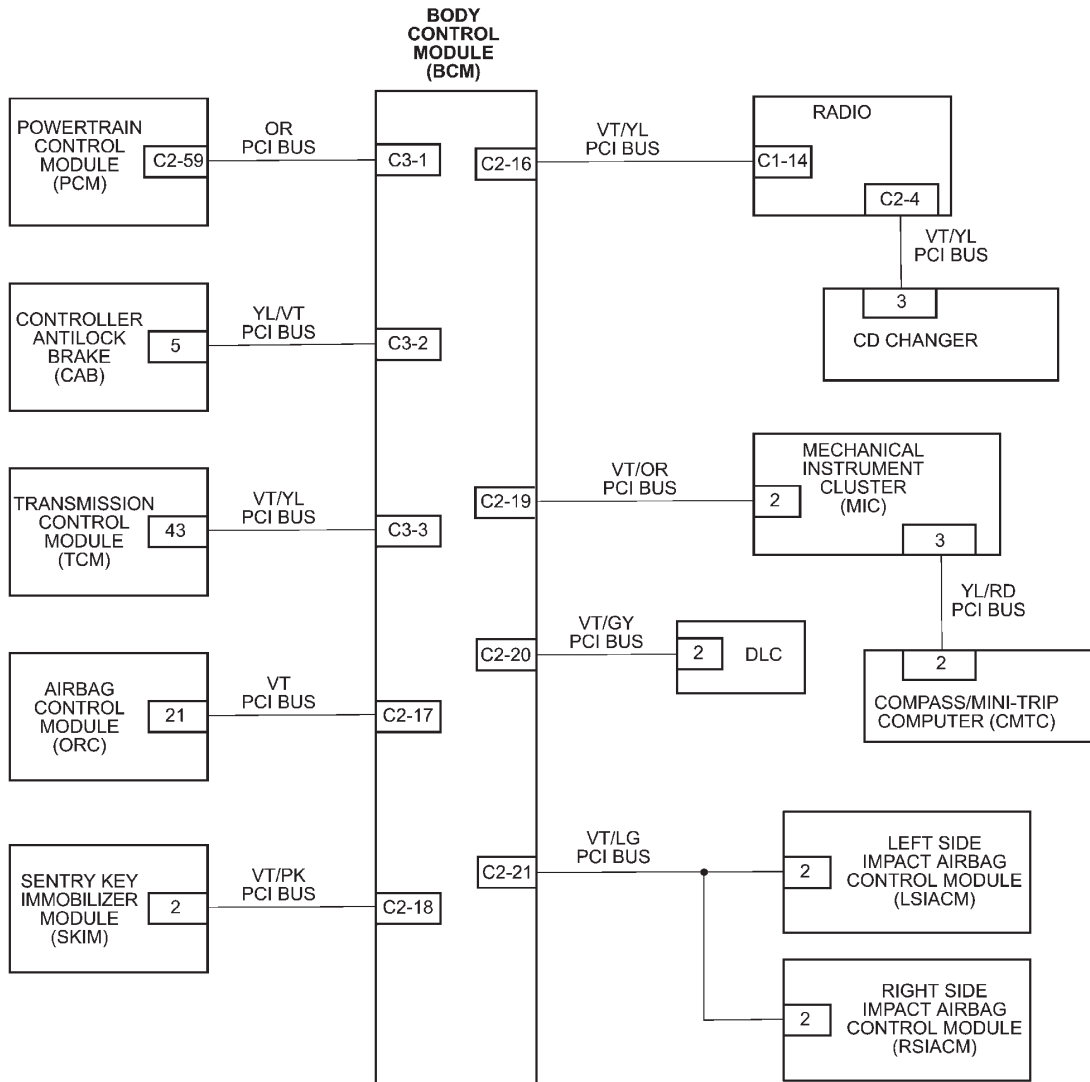 BODY
CONTROL
MODULE
(BCM)
POWERTRAIN
CONTROL
MODULE
(PCM)
C2-59
OR
PCI BUS
C3-1
CONTROLLER
ANTILOCK
BRAKE
(CAB)
5
YL/VT
PCI BUS
C3-2
TRANSMISSION
CONTROL
MODULE
(TCM)
43
VT/YL
PCI BUS
C3-3
AIRBAG
CONTROL
MODULE
(ORC)
21
VT
PCI BUS
C2-17
SENTRY KEY
IMMOBILIZER
MODULE
(SKIM)
2
VT/PK
PCI BUS
C2-18
C2-16
VT/YL
PCI BUS
RADIO
C1-14
C2-4
VT/YL
PCI BUS
3
CD CHANGER
C2-19
VT/OR
PCI BUS
2
MECHANICAL
INSTRUMENT
CLUSTER
(MIC)
3
YL/RD
PCI BUS
2
COMPASS/MINI-TRIP
COMPUTER (CMTC)
C2-20
VT/GY
PCI BUS
2
DLC
C2-21
VT/LG
PCI BUS
2
LEFT SIDE
IMPACT AIRBAG
CONTROL MODULE
(LSIACM)
2
RIGHT SIDE
IMPACT AIRBAG
CONTROL MODULE
(RSIACM)